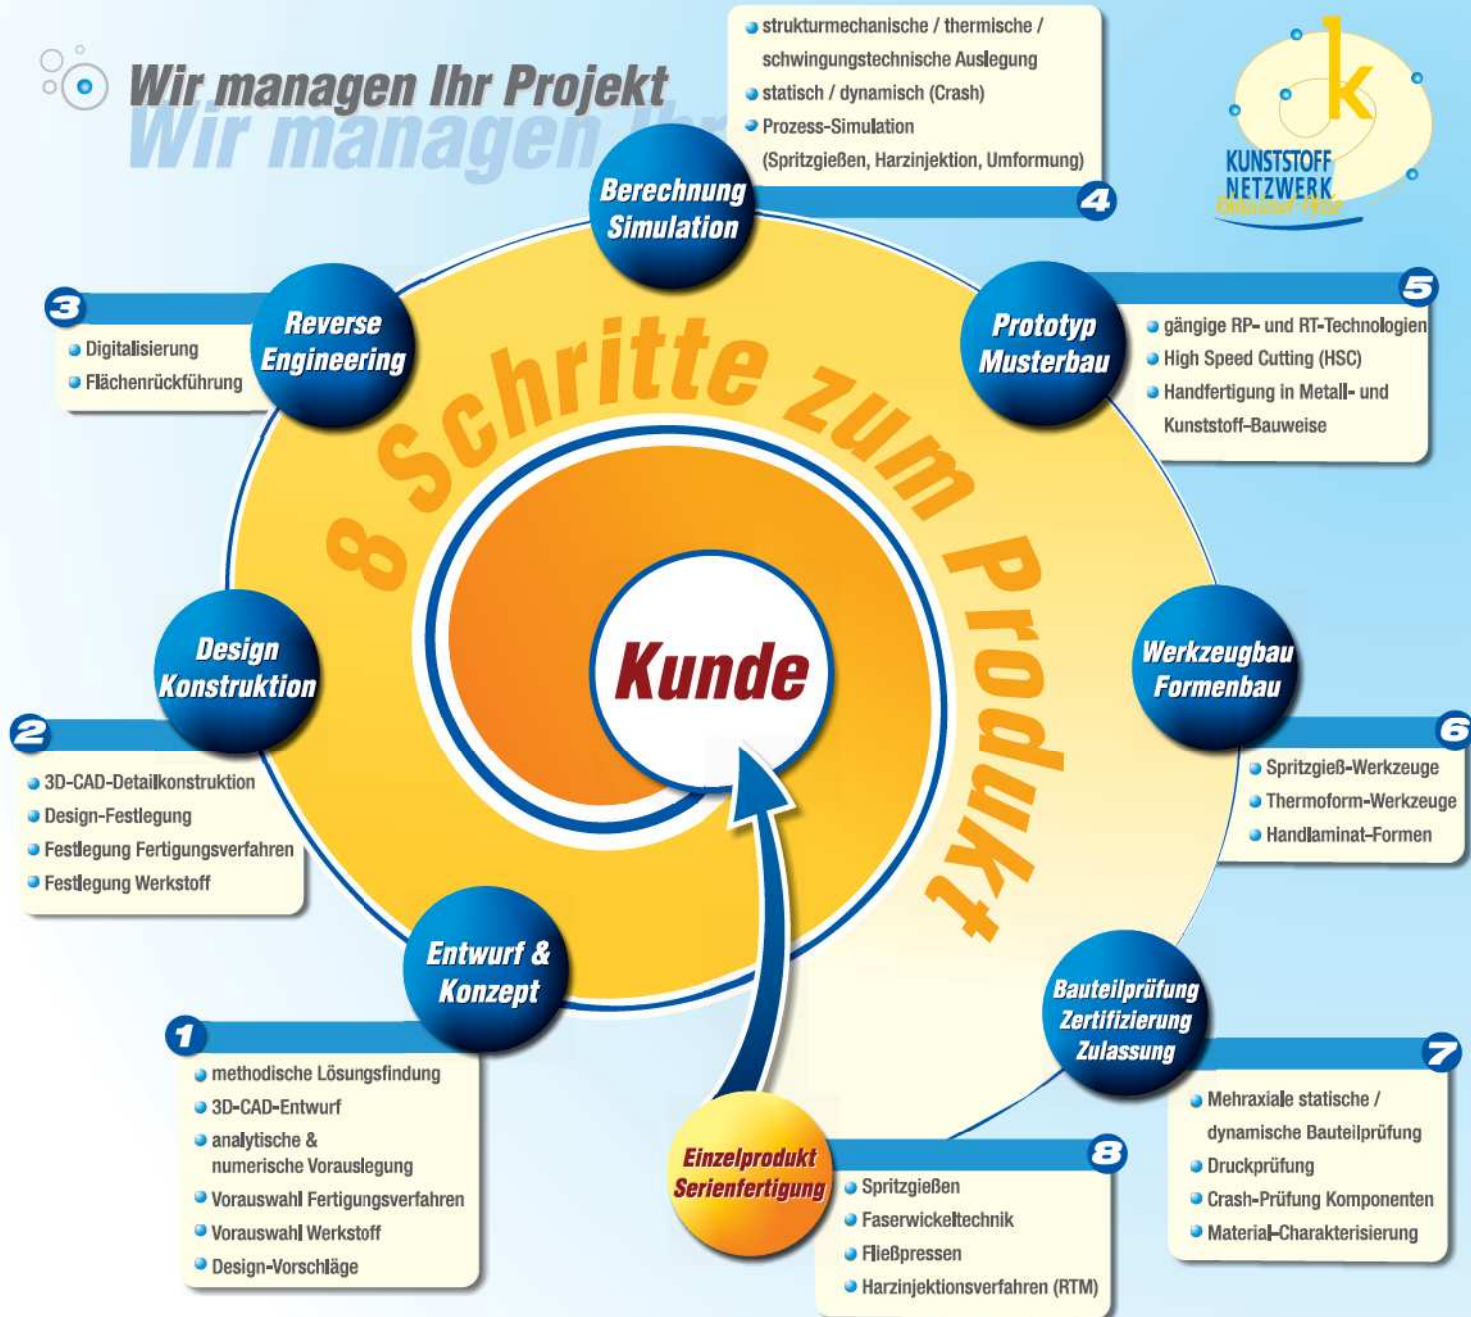 Wir managen Ihr Projekt
Wir managen Ihr
KUNSTSTOFF
NETZWERK
8 Schritte zum Produkt
Kunde
Entwurf &
Konzept
1
methodische Lösungsfindung
3D-CAD-Entwurf
analytische &
numerische Vorauslegung
Vorauswahl Fertigungsverfahren
Vorauswahl Werkstoff
Design-Vorschläge
Design
Konstruktion
2
3D-CAD-Detailkonstruktion
Design-Festlegung
Festlegung Fertigungsverfahren
Festlegung Werkstoff
Reverse
Engineering
3
Digitalisierung
Flächenrückführung
Berechnung
Simulation
strukturmechanische / thermische /
schwingungstechnische Auslegung
statisch / dynamisch (Crash)
Prozess-Simulation
(Spritzgießen, Harzinjektion, Umformung)
4
Prototyp
Musterbau
5
gängige RP- und RT-Technologien
High Speed Cutting (HSC)
Handfertigung in Metall- und
Kunststoff-Bauweise
Werkzeugbau
Formenbau
6
Spritzgieß-Werkzeuge
Thermoform-Werkzeuge
Handlaminat-Formen
Bauteilprüfung
Zertifizierung
Zulassung
7
Mehraxiale statische /
dynamische Bauteilprüfung
Druckprüfung
Crash-Prüfung Komponenten
Material-Charakterisierung
Einzelprodukt
Serienfertigung
8
Spritzgießen
Faserwickeltechnik
Fließpressen
Harzinjektionsverfahren (RTM)